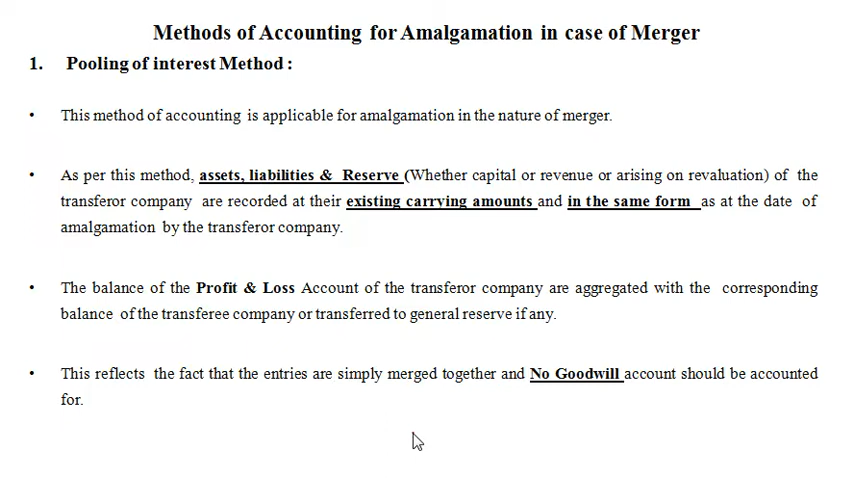 Methods of Accounting for Amalgamation in case of Merger
1. Pooling of interest Method :
• This method of accounting is applicable for amalgamation in the nature of merger.
• As per this method, assets, liabilities & Reserve (Whether capital or revenue or arising on revaluation) of the
transferor company are recorded at their existing carrying amounts and in the same form as at the date of
amalgamation by the transferor company.
• The balance of the Profit & Loss Account of the transferor company are aggregated with the corresponding
balance of the transferee company or transferred to general reserve if any.
• This reflects the fact that the entries are simply merged together and No Goodwill account should be accounted
for.